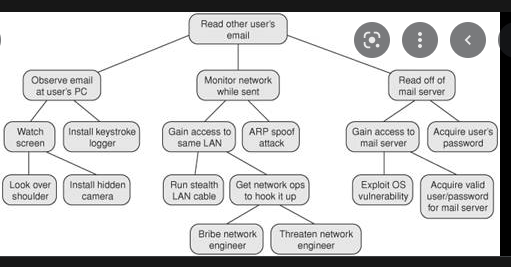 Read other user's
email
Observe email
at user's PC
Monitor network
while sent
Read off of
mail server
Watch
screen
Install keystroke
logger
Gain access to
same LAN
ARP spoof
attack
Gain access to
mail server
Acquire user's
password
Look over
shoulder
Install hidden
camera
Run stealth
LAN cable
Get network ops
to hook it up
Exploit OS
vulnerability
Acquire valid
user/password
for mail server
Bribe network
engineer
Threaten network
engineer